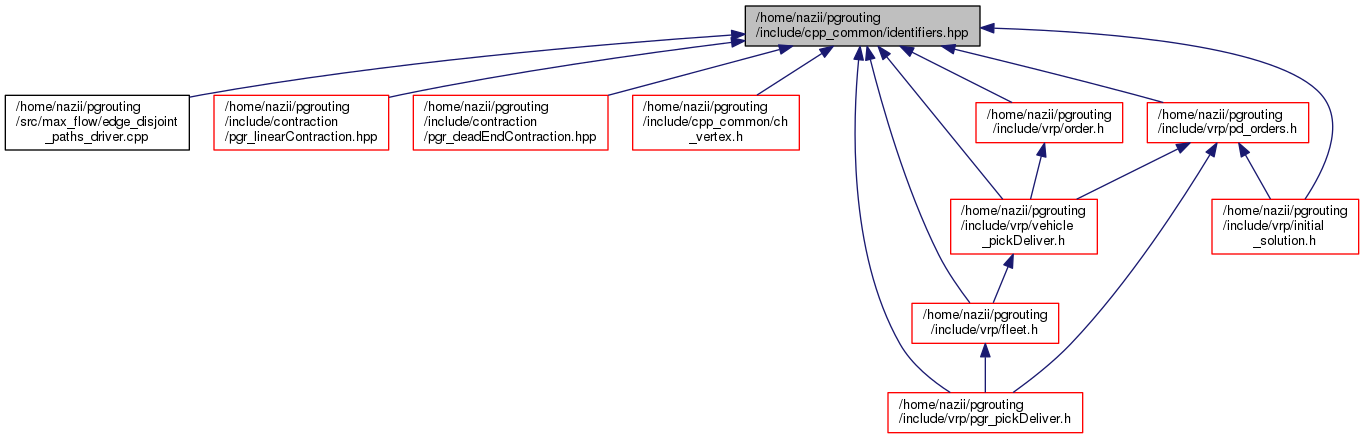 /home/nazii/pgrouting
/include/cpp_common/identifiers.hpp
/home/nazii/pgrouting
/src/max_flow/edge_disjoint
_paths_driver.cpp
/home/nazii/pgrouting
/include/contraction
/pgr_linearContraction.hpp
/home/nazii/pgrouting
/include/contraction
/pgr_deadEndContraction.hpp
/home/nazii/pgrouting
/include/cpp_common/ch
_vertex.h
/home/nazii/pgrouting
/include/vrp/order.h
/home/nazii/pgrouting
/include/vrp/pd_orders.h
/home/nazii/pgrouting
/include/vrp/vehicle
_pickDeliver.h
/home/nazii/pgrouting
/include/vrp/initial
_solution.h
/home/nazii/pgrouting
/include/vrp/fleet.h
/home/nazii/pgrouting
/include/vrp/pgr_pickDeliver.h